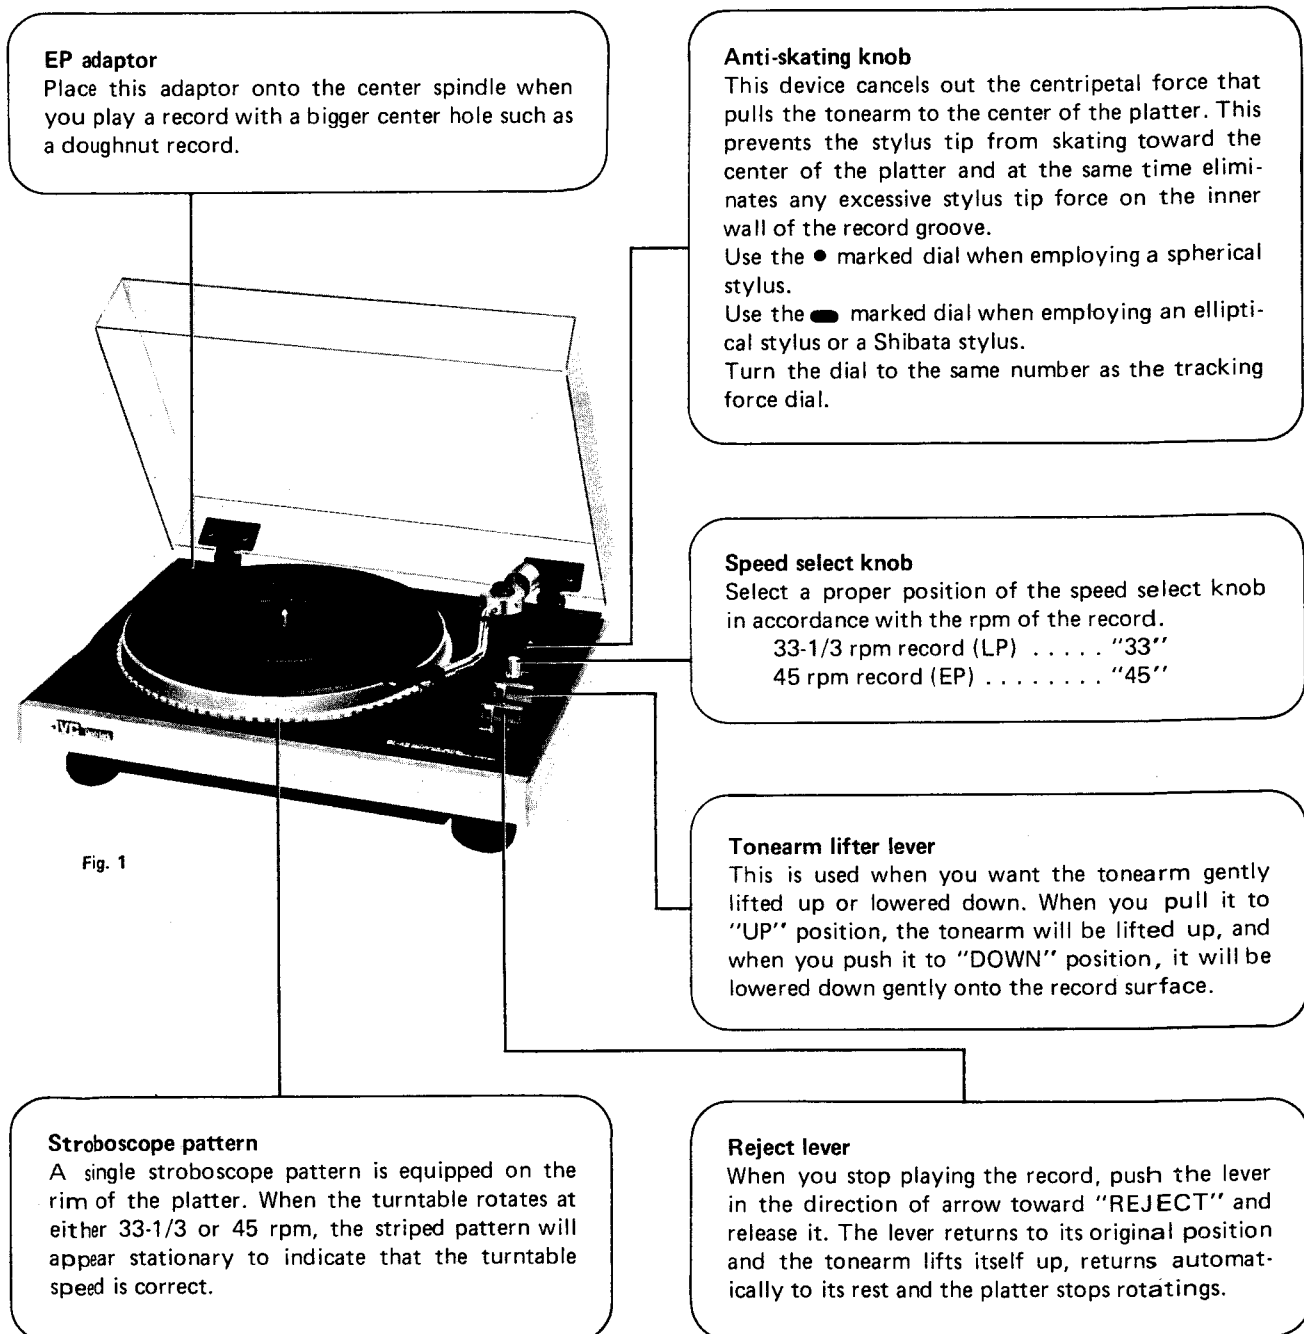 EP adaptor
Place this adaptor onto the center spindle when
you play a record with a bigger center hole such as
a doughnut record.
Anti-skating knob
This device cancels out the centripetal force that
pulls the tonearm to the center of the platter. This
prevents the stylus tip from skating toward the
center of the platter and at the same time elimi-
nates any excessive stylus tip force on the inner
wall of the record groove.
Use the ● marked dial when employing a spherical
stylus.
Use the marked dial when employing an ellipti-
cal stylus or a Shibata stylus.
Turn the dial to the same number as the tracking
force dial.
Speed select knob
Select a proper position of the speed select knob
in accordance with the rpm of the record.
33-1/3 rpm record (LP) . . . . . "33"
45 rpm record (EP) . . . . . . . . "45"
JVC
Fig. 1
Tonearm lifter lever
This is used when you want the tonearm gently
lifted up or lowered down. When you pull it to
"UP" position, the tonearm will be lifted up, and
when you push it to "DOWN" position, it will be
lowered down gently onto the record surface.
Stroboscope pattern
A single stroboscope pattern is equipped on the
rim of the platter. When the turntable rotates at
either 33-1/3 or 45 rpm, the striped pattern will
appear stationary to indicate that the turntable
speed is correct.
Reject lever
When you stop playing the record, push the lever
in the direction of arrow toward "REJECT" and
release it. The lever returns to its original position
and the tonearm lifts itself up, returns automat-
ically to its rest and the platter stops rotatings.